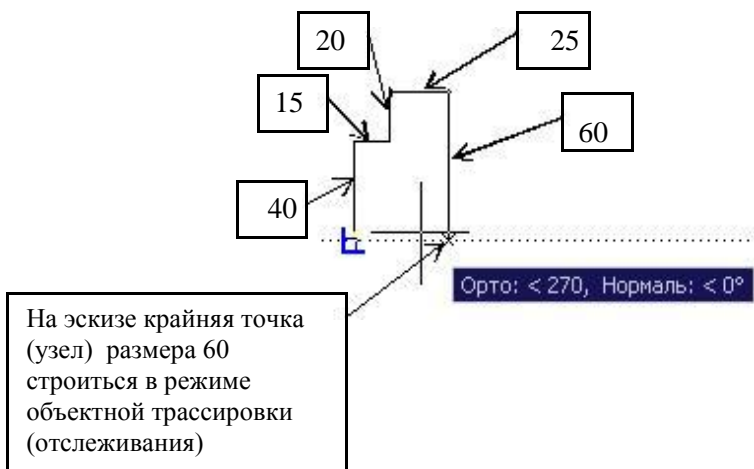 20
25
15
60
40
Орто: < 270, Нормаль: < 0°
На эскизе крайняя точка
(узел) размера 60
строиться в режиме
объектной трассировки
(отслеживания)